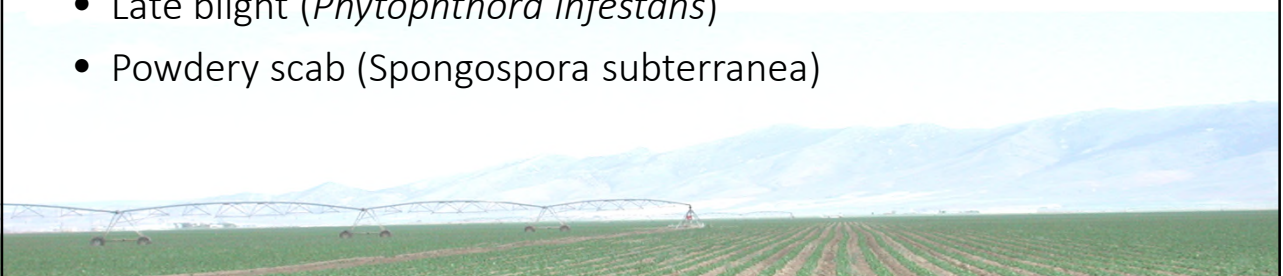 • Late blight (Phytophthora infestans)
• Powdery scab (Spongospora subterranea)